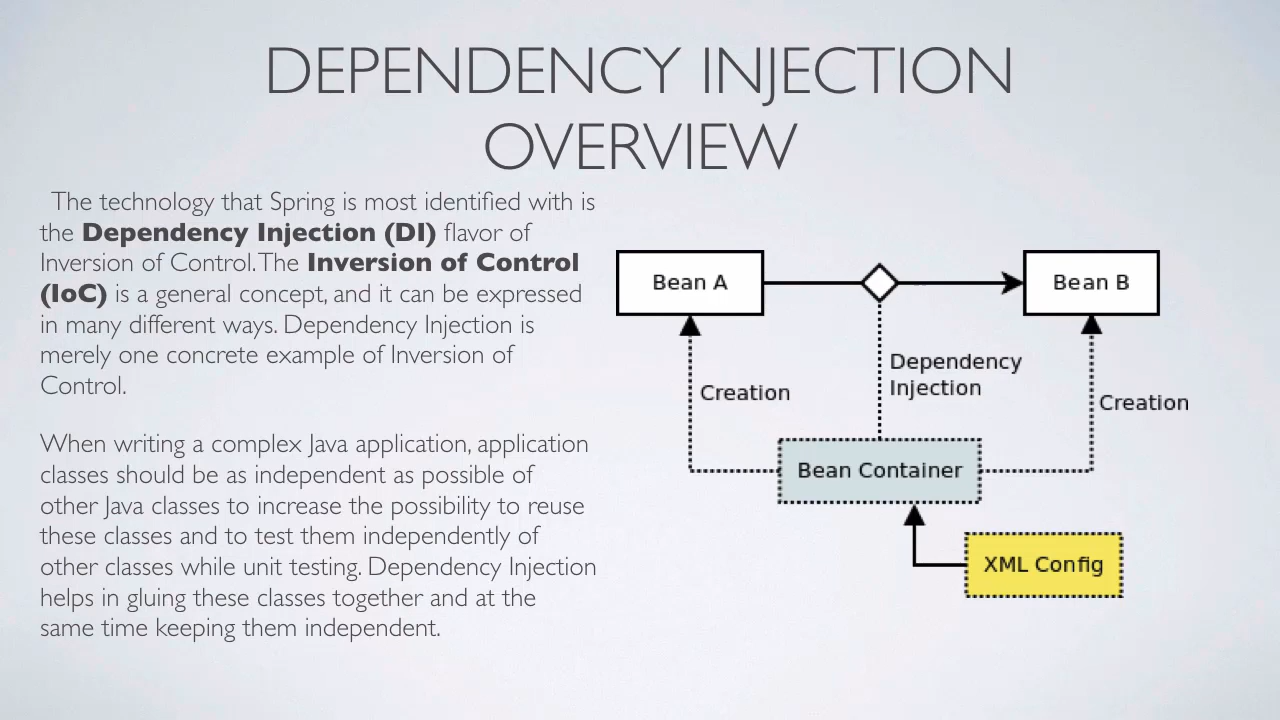 DEPENDENCY INJECTION
OVERVIEW
The technology that Spring is most identified with is
the Dependency Injection (DI) flavor of
Inversion of Control. The Inversion of Control
(IoC) is a general concept, and it can be expressed
in many different ways. Dependency Injection is
merely one concrete example of Inversion of
Control.
When writing a complex Java application, application
classes should be as independent as possible of
other Java classes to increase the possibility to reuse
these classes and to test them independently of
other classes while unit testing. Dependency Injection
helps in gluing these classes together and at the
same time keeping them independent.
Bean A
Bean B
Dependency
Injection
Creation
Creation
Bean Container
XML Config